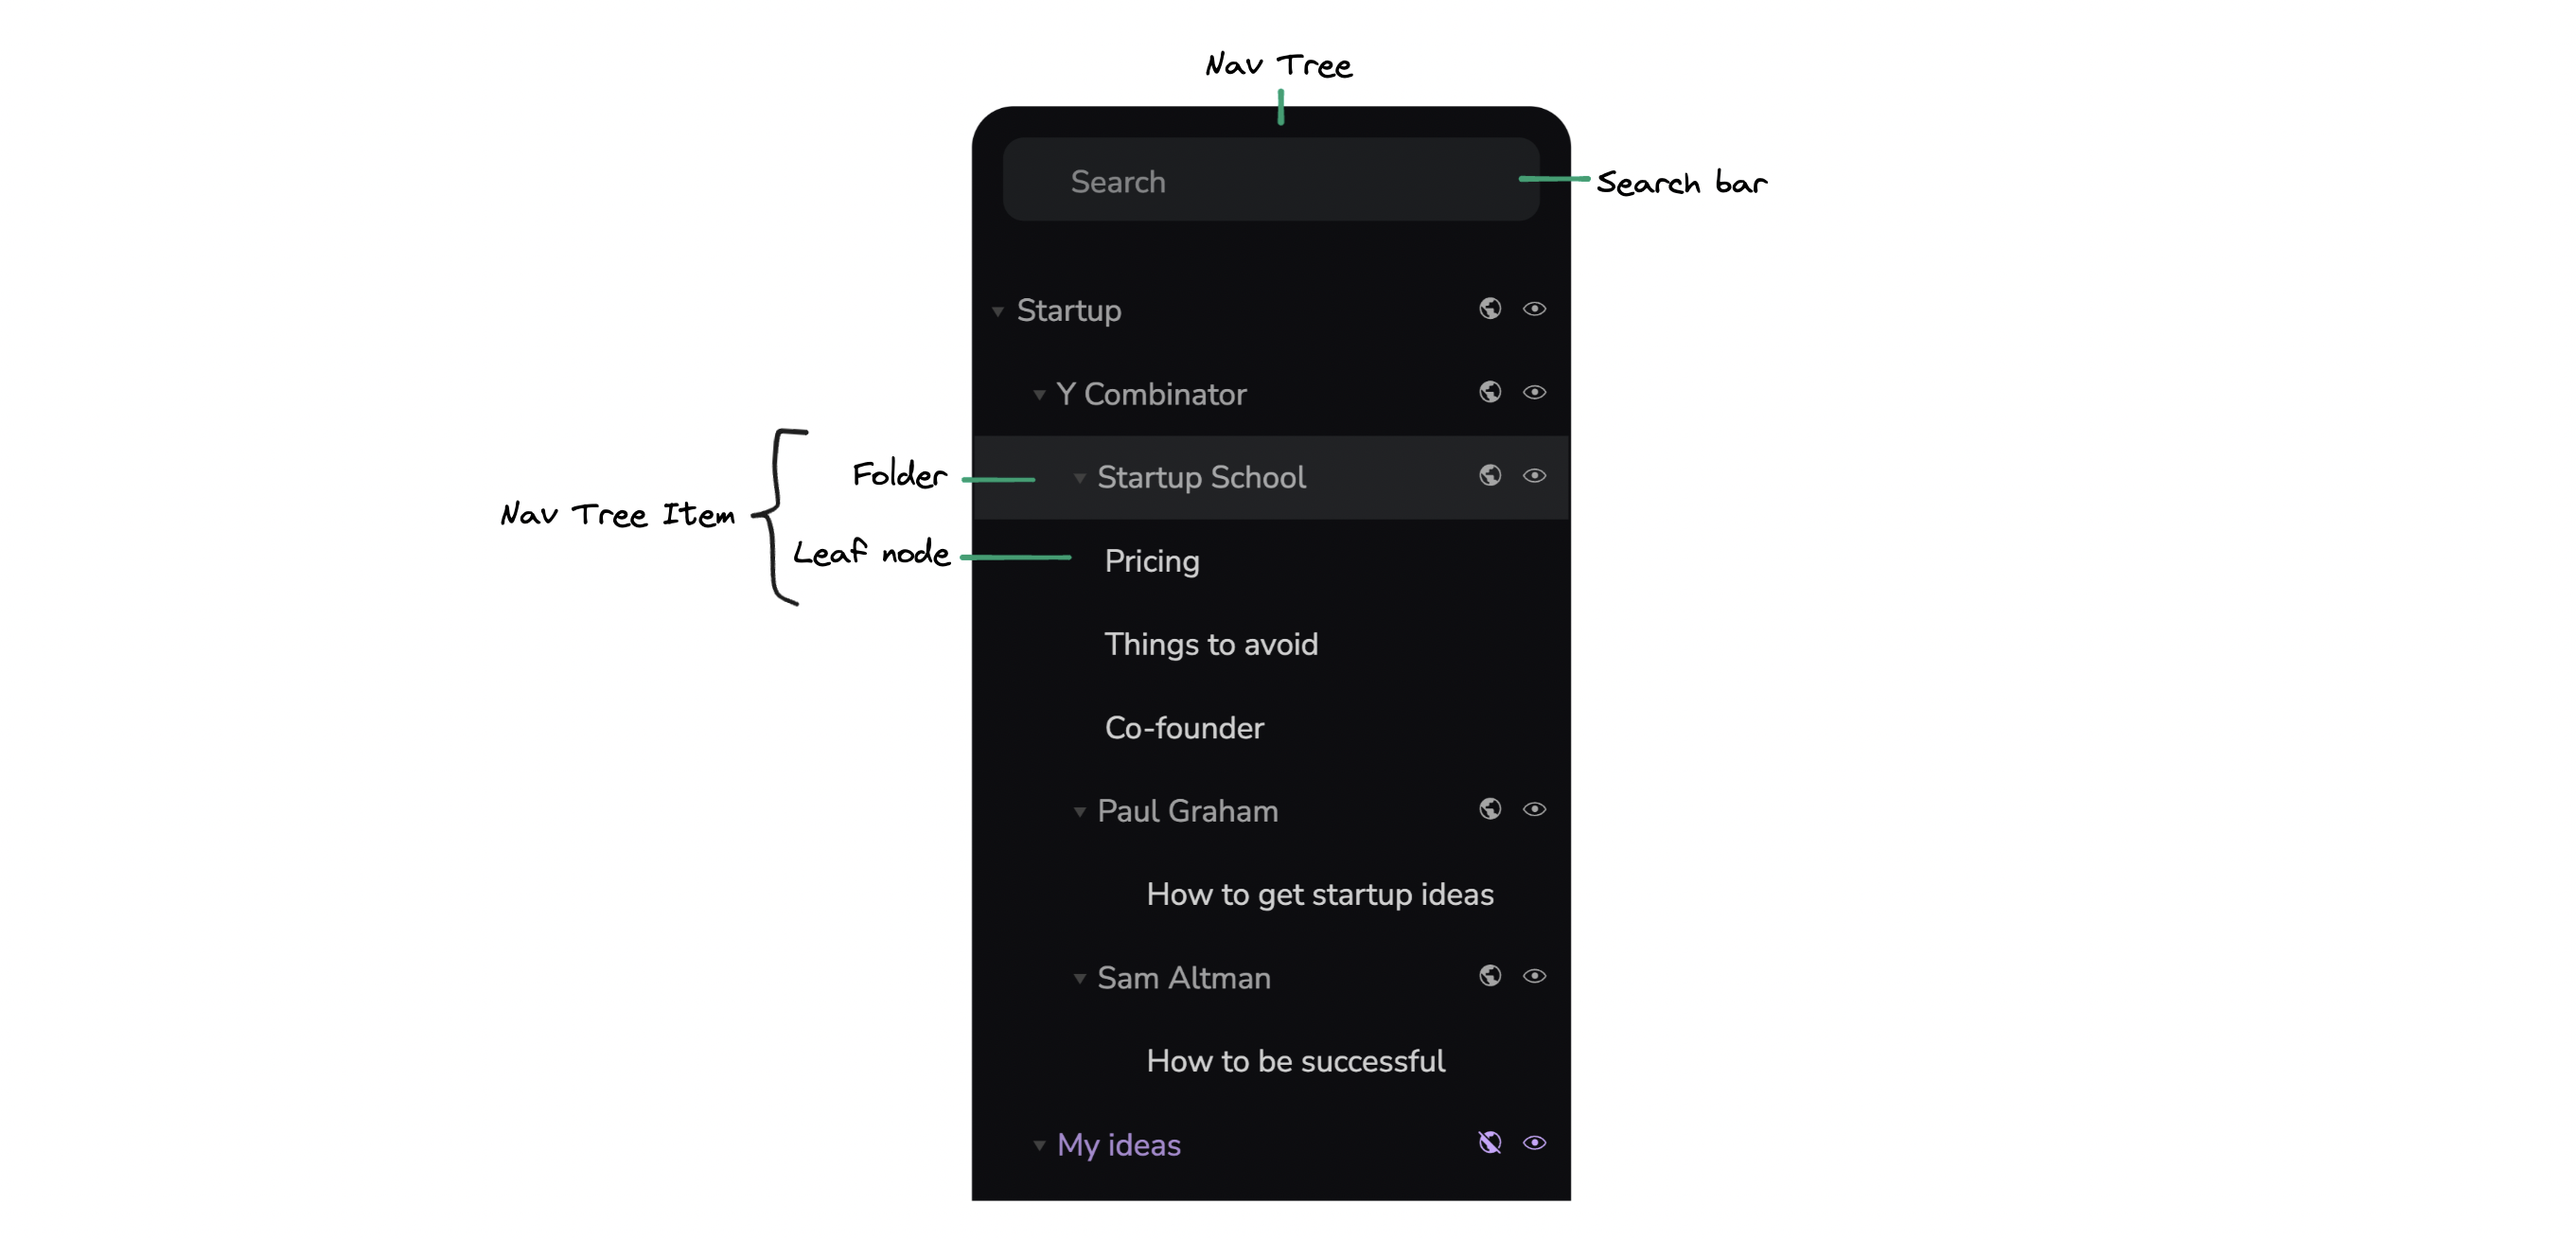 Nav Tree
Search
Search bar
Startup
Y Combinator
Folder
Startup School
Nav Tree Item
Leaf node
Pricing
Things to avoid
Co-founder
Paul Graham
How to get startup ideas
Sam Altman
How to be successful
My ideas